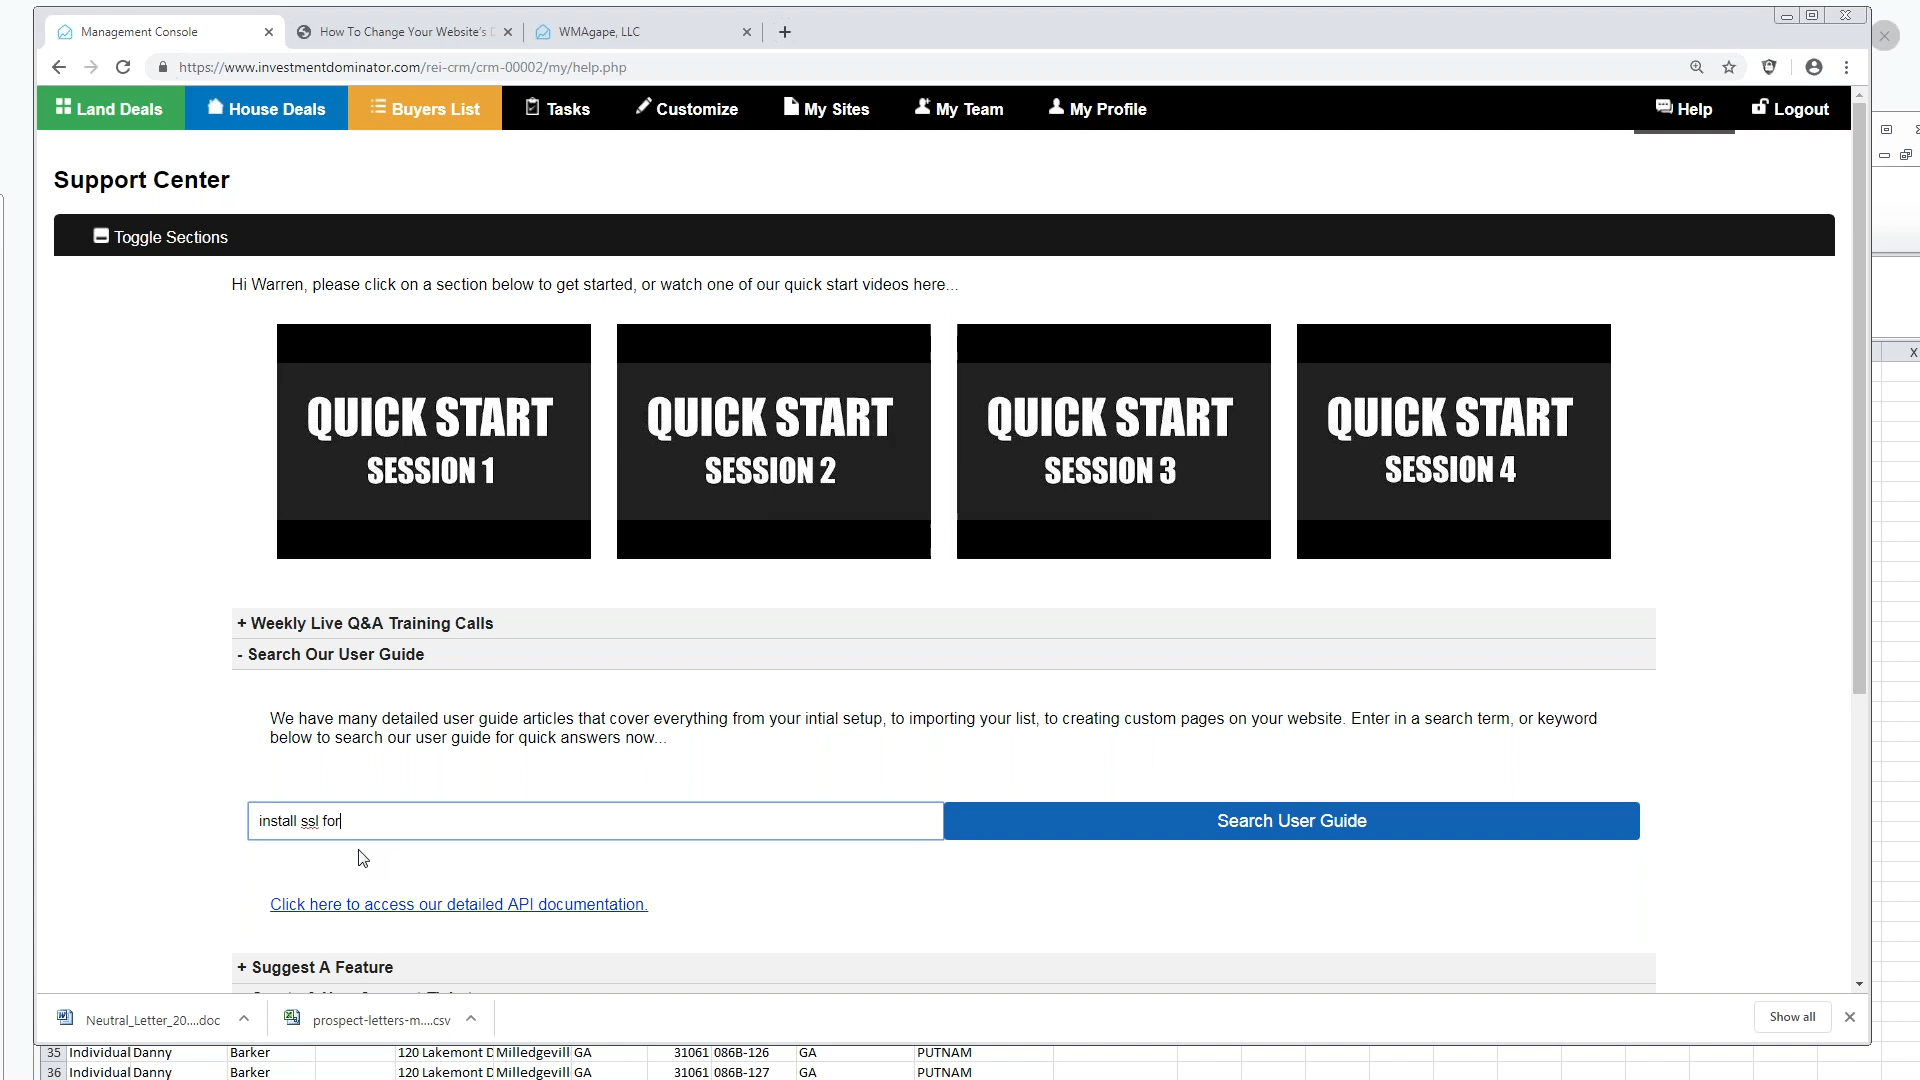 Management Console
How To Change Your Website's
WMAgape, LLC
https://www.investmentdominator.com/rei-crm/crm-00002/my/help.php
Land Deals
House Deals
Buyers List
Tasks
Customize
My Sites
My Team
My Profile
Help
Logout
Support Center
Toggle Sections
Hi Warren, please click on a section below to get started, or watch one of our quick start videos here...
QUICK START
SESSION 1
QUICK START
SESSION 2
QUICK START
SESSION 3
QUICK START
SESSION 4
+ Weekly Live Q&A Training Calls
- Search Our User Guide
We have many detailed user guide articles that cover everything from your intial setup, to importing your list, to creating custom pages on your website. Enter in a search term, or keyword
below to search our user guide for quick answers now...
install ssl for
Search User Guide
Click here to access our detailed API documentation.
+ Suggest A Feature
Neutral_Letter_20....doc
prospect-letters-m....csv
Show all
X
35 Individual Danny Barker 120 Lakemont D Milledgevill GA 31061 086B-126 GA PUTNAM
36 Individual Danny Barker 120 Lakemont D Milledgevill GA 31061 086B-127 GA PUTNAM